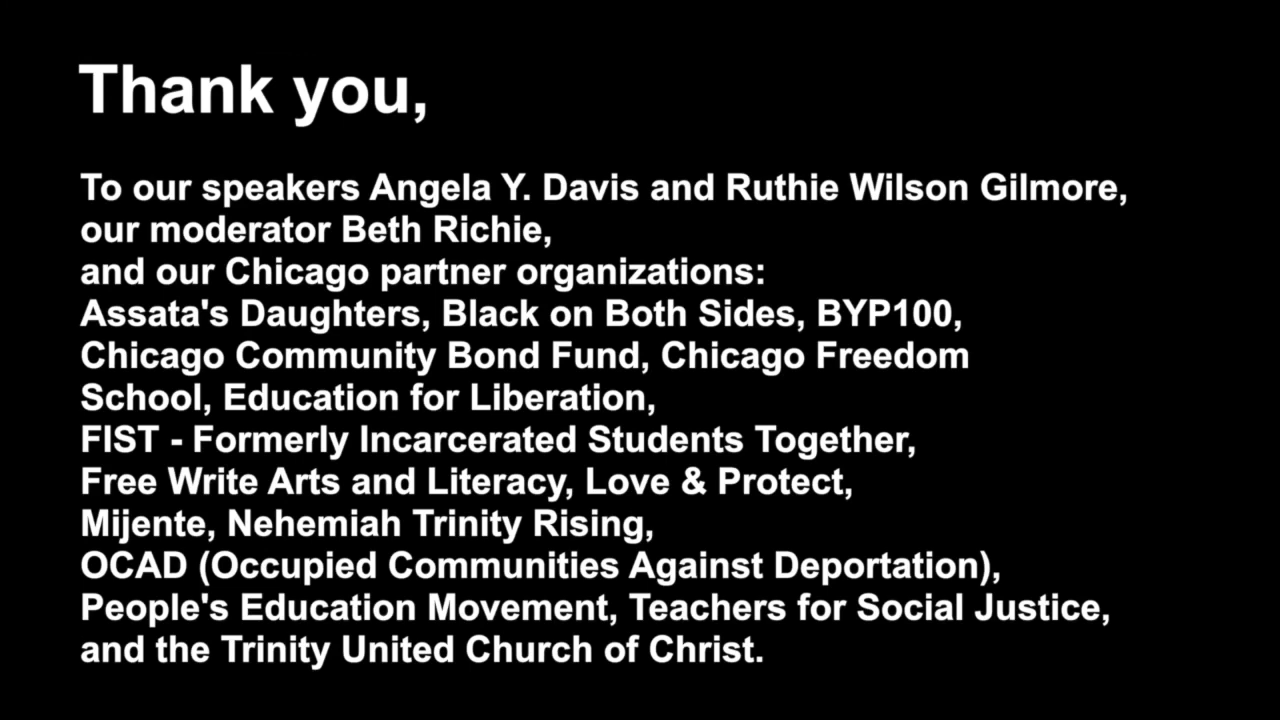 Thank you,
To our speakers Angela Y. Davis and Ruthie Wilson Gilmore,
our moderator Beth Richie,
and our Chicago partner organizations:
Assata's Daughters, Black on Both Sides, BYP100,
Chicago Community Bond Fund, Chicago Freedom
School, Education for Liberation,
FIST - Formerly Incarcerated Students Together,
Free Write Arts and Literacy, Love & Protect,
Mijente, Nehemiah Trinity Rising,
OCAD (Occupied Communities Against Deportation),
People's Education Movement, Teachers for Social Justice,
and the Trinity United Church of Christ.